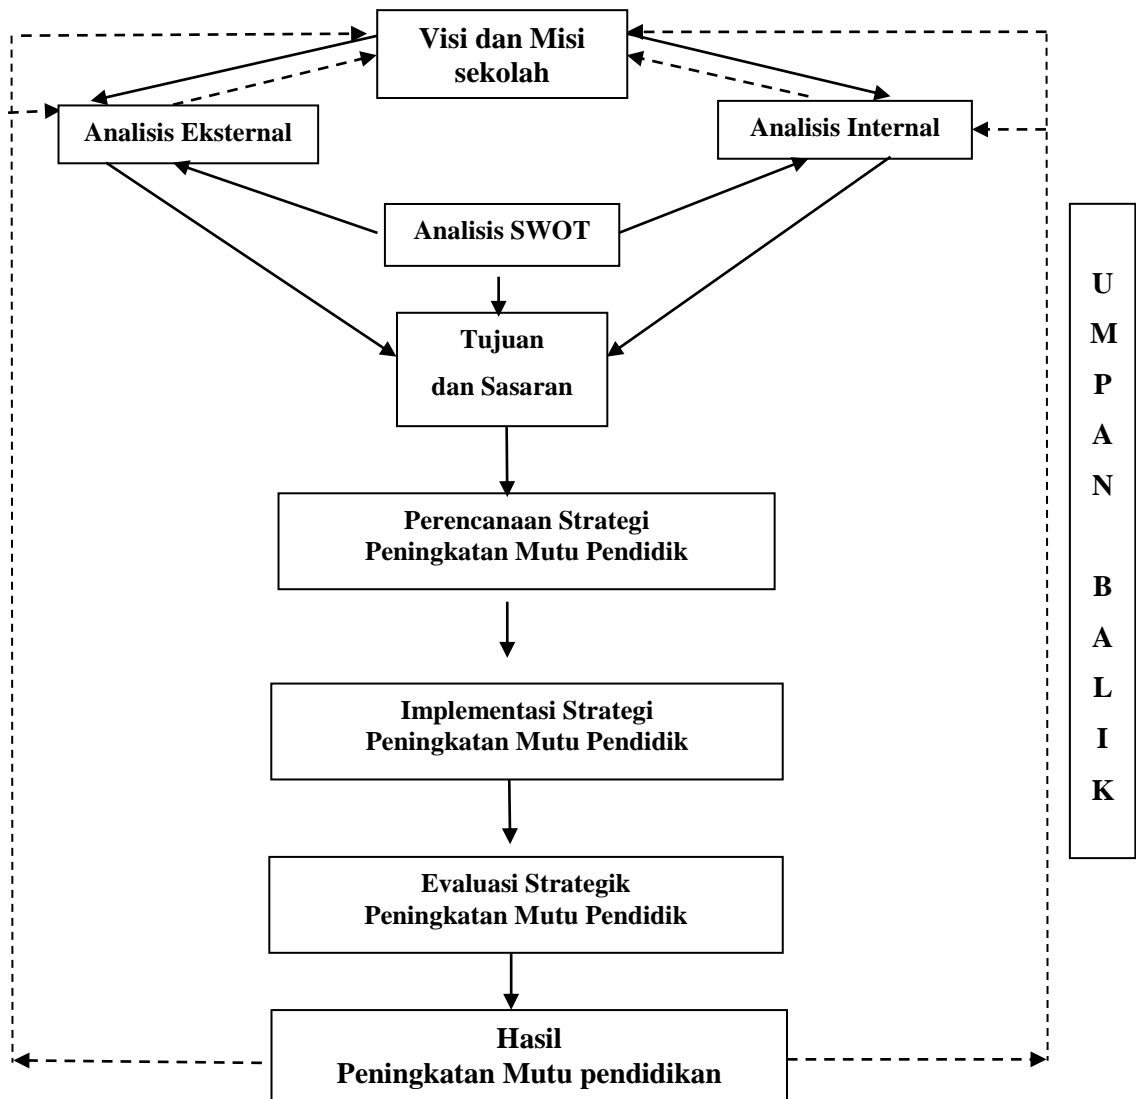 Visi dan Misi
sekolah
Analisis Eksternal
Analisis Internal
Analisis SWOT
Tujuan
dan Sasaran
Perencanaan Strategi
Peningkatan Mutu Pendidik
Implementasi Strategi
Peningkatan Mutu Pendidik
Evaluasi Strategik
Peningkatan Mutu Pendidik
Hasil
Peningkatan Mutu pendidikan
U
M
P
A
N
B
A
L
I
K